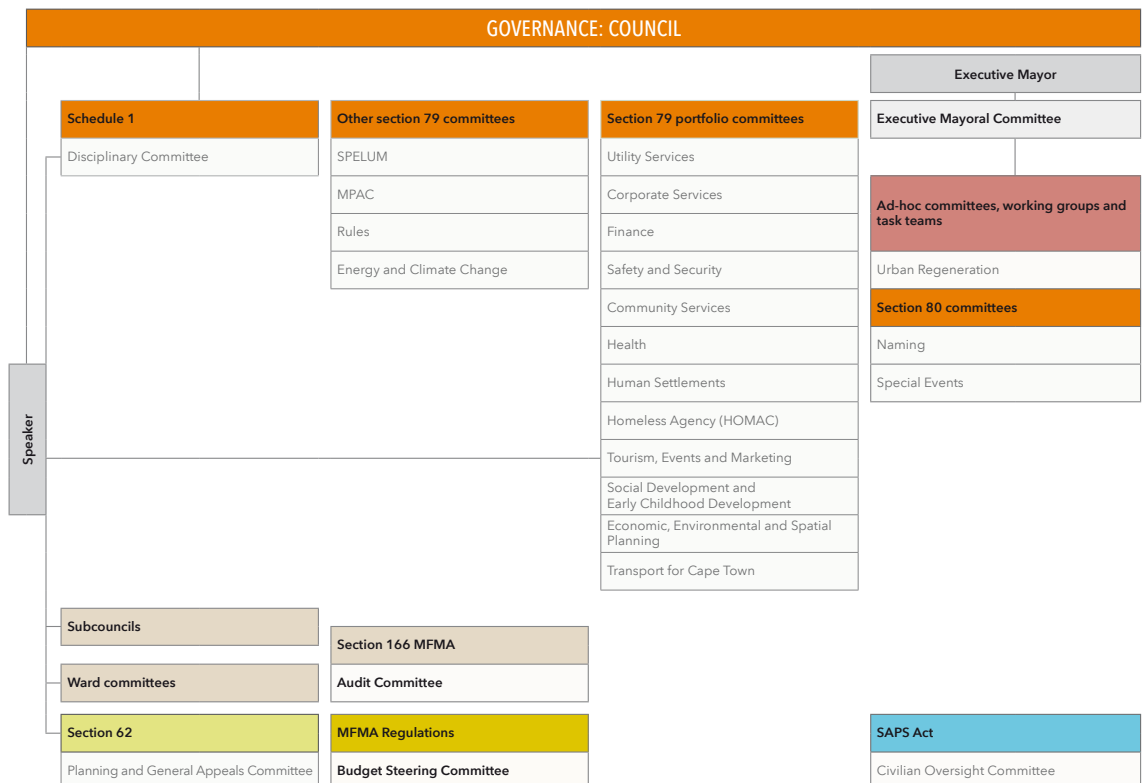 GOVERNANCE: COUNCIL
Executive Mayor
Schedule 1
Other section 79 committees
Section 79 portfolio committees
Executive Mayoral Committee
Disciplinary Committee
SPELUM
MPAC
Rules
Energy and Climate Change
Utility Services
Corporate Services
Finance
Safety and Security
Community Services
Health
Human Settlements
Homeless Agency (HOMAC)
Tourism, Events and Marketing
Social Development and
Early Childhood Development
Economic, Environmental and Spatial
Planning
Transport for Cape Town
Ad-hoc committees, working groups and
task teams
Urban Regeneration
Section 80 committees
Naming
Special Events
Speaker
Subcouncils
Ward committees
Section 166 MFMA
Audit Committee
Section 62
Planning and General Appeals Committee
MFMA Regulations
Budget Steering Committee
SAPS Act
Civilian Oversight Committee